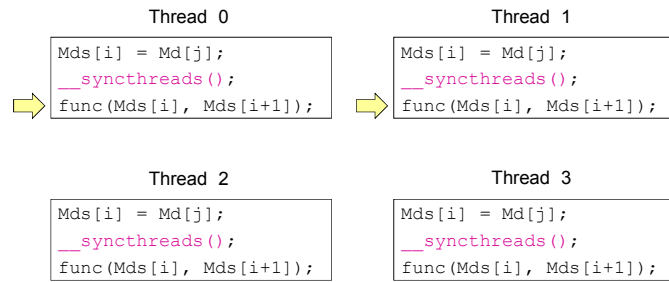 Thread 0
Mds[i] = Md[j];
__syncthreads();
func(Mds[i], Mds[i+1]);
Thread 1
Mds[i] = Md[j];
__syncthreads();
func(Mds[i], Mds[i+1]);
Thread 2
Mds[i] = Md[j];
__syncthreads();
func(Mds[i], Mds[i+1]);
Thread 3
Mds[i] = Md[j];
__syncthreads();
func(Mds[i], Mds[i+1]);